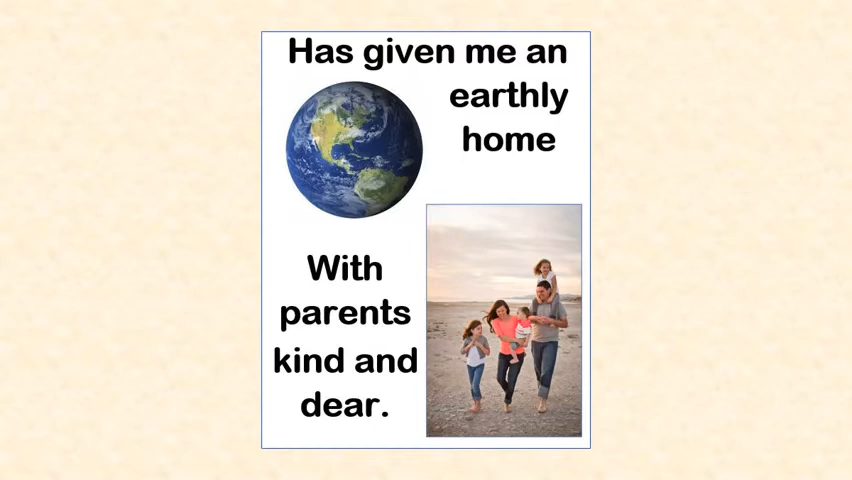 Has given me an
earthly
home
With
parents
kind and
dear.